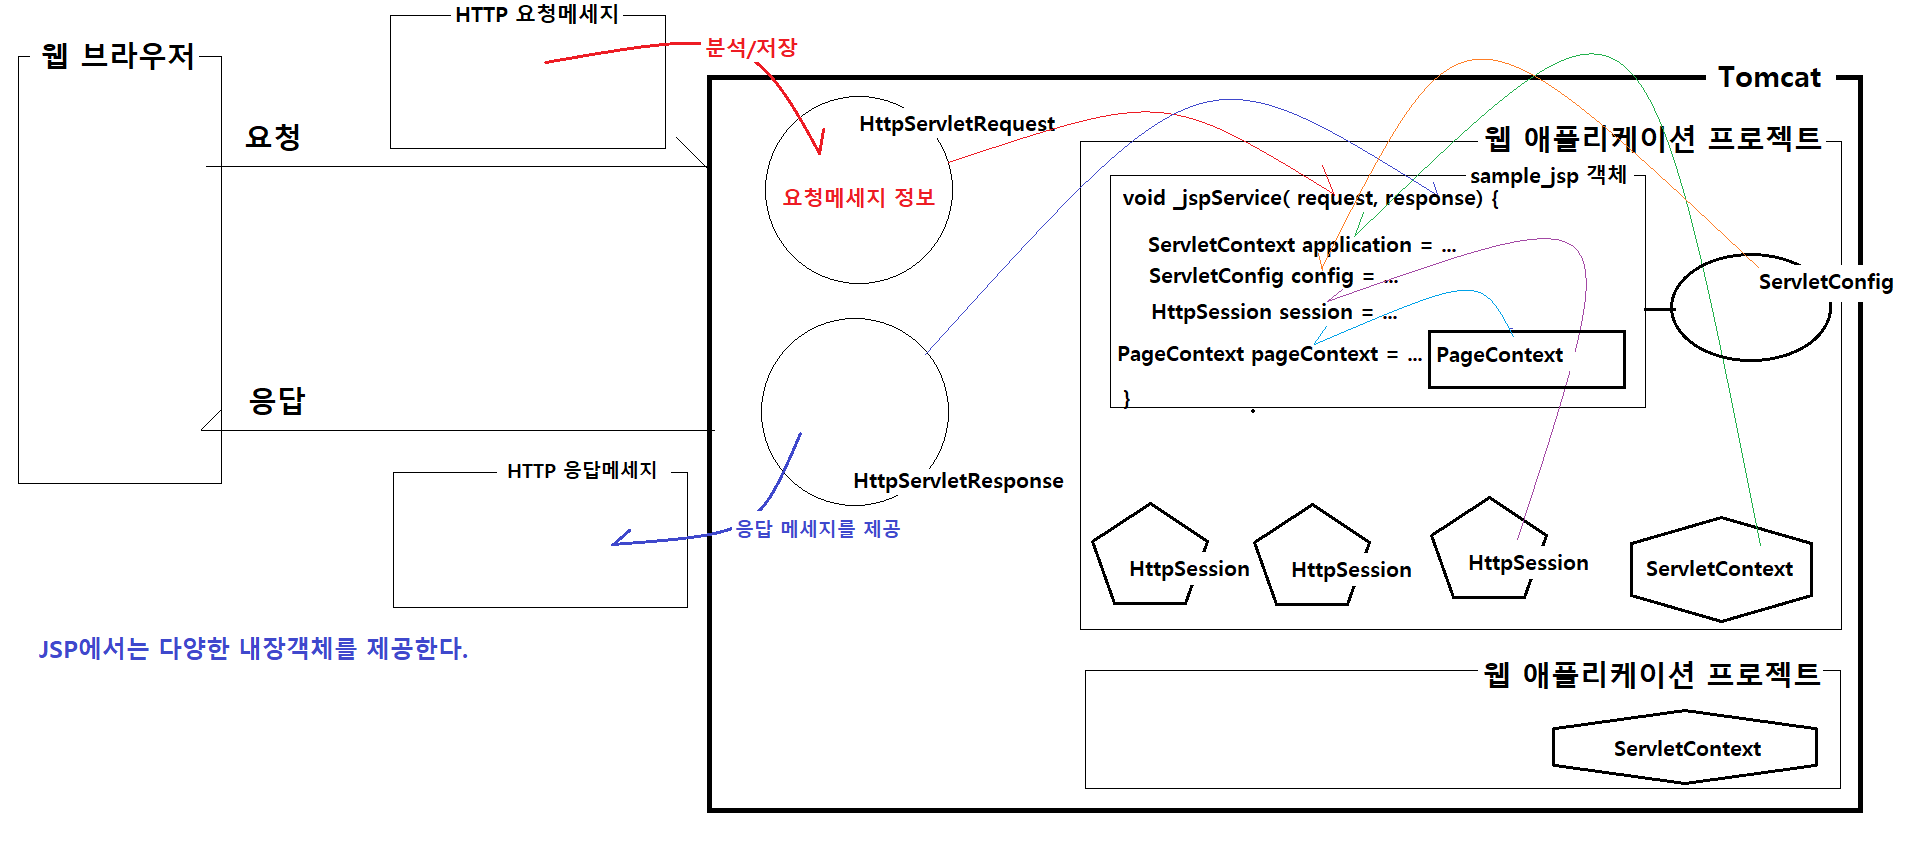 HTTP 요청메세지
웹 브라우저
분석/저장
Tomcat
요청
HttpServletRequest
웹 애플리케이션 프로젝트
요청메세지 정보
sample_jsp 객체
void _jspService( request, response) {
ServletContext application = ...
ServletConfig config = ...
ServletConfig
HttpSession session = ...
PageContext pageContext = ...
PageContext
}
응답
HTTP 응답메세지
HttpServletResponse
응답 메세지를 제공
HttpSession
HttpSession
HttpSession
ServletContext
JSP에서는 다양한 내장객체를 제공한다.
웹 애플리케이션 프로젝트
ServletContext